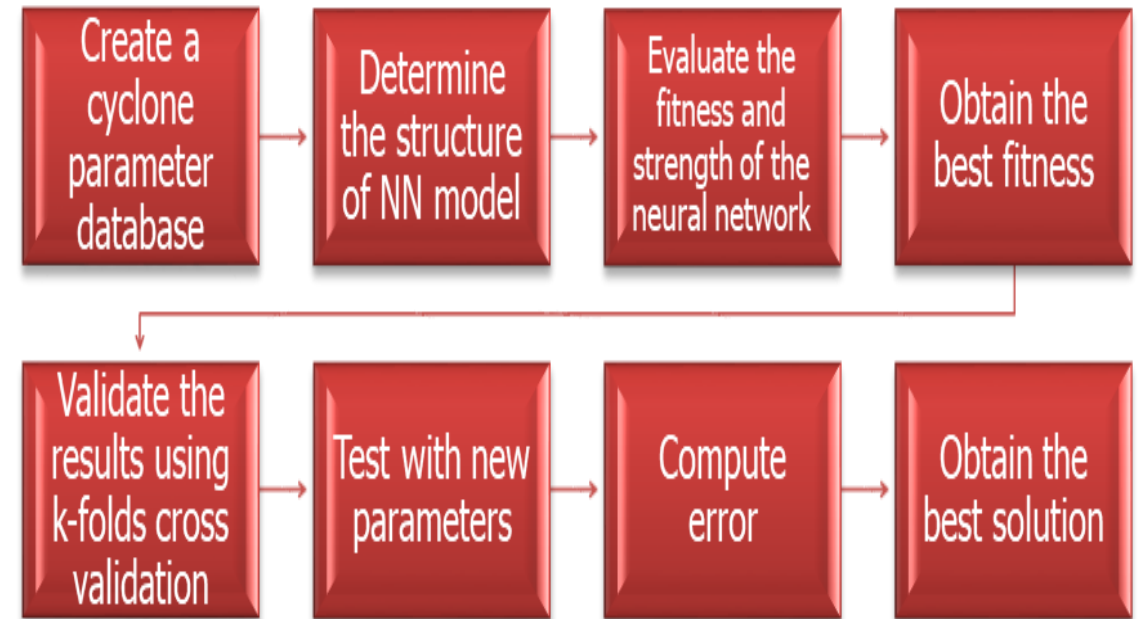 Create a
cyclone
parameter
database
Determine
the structure
of NN model
Evaluate the
fitness and
strength of the
neural network
Obtain the
best fitness
Validate the
results using
k-folds cross
validation
Test with new
parameters
Compute
error
Obtain the
best solution